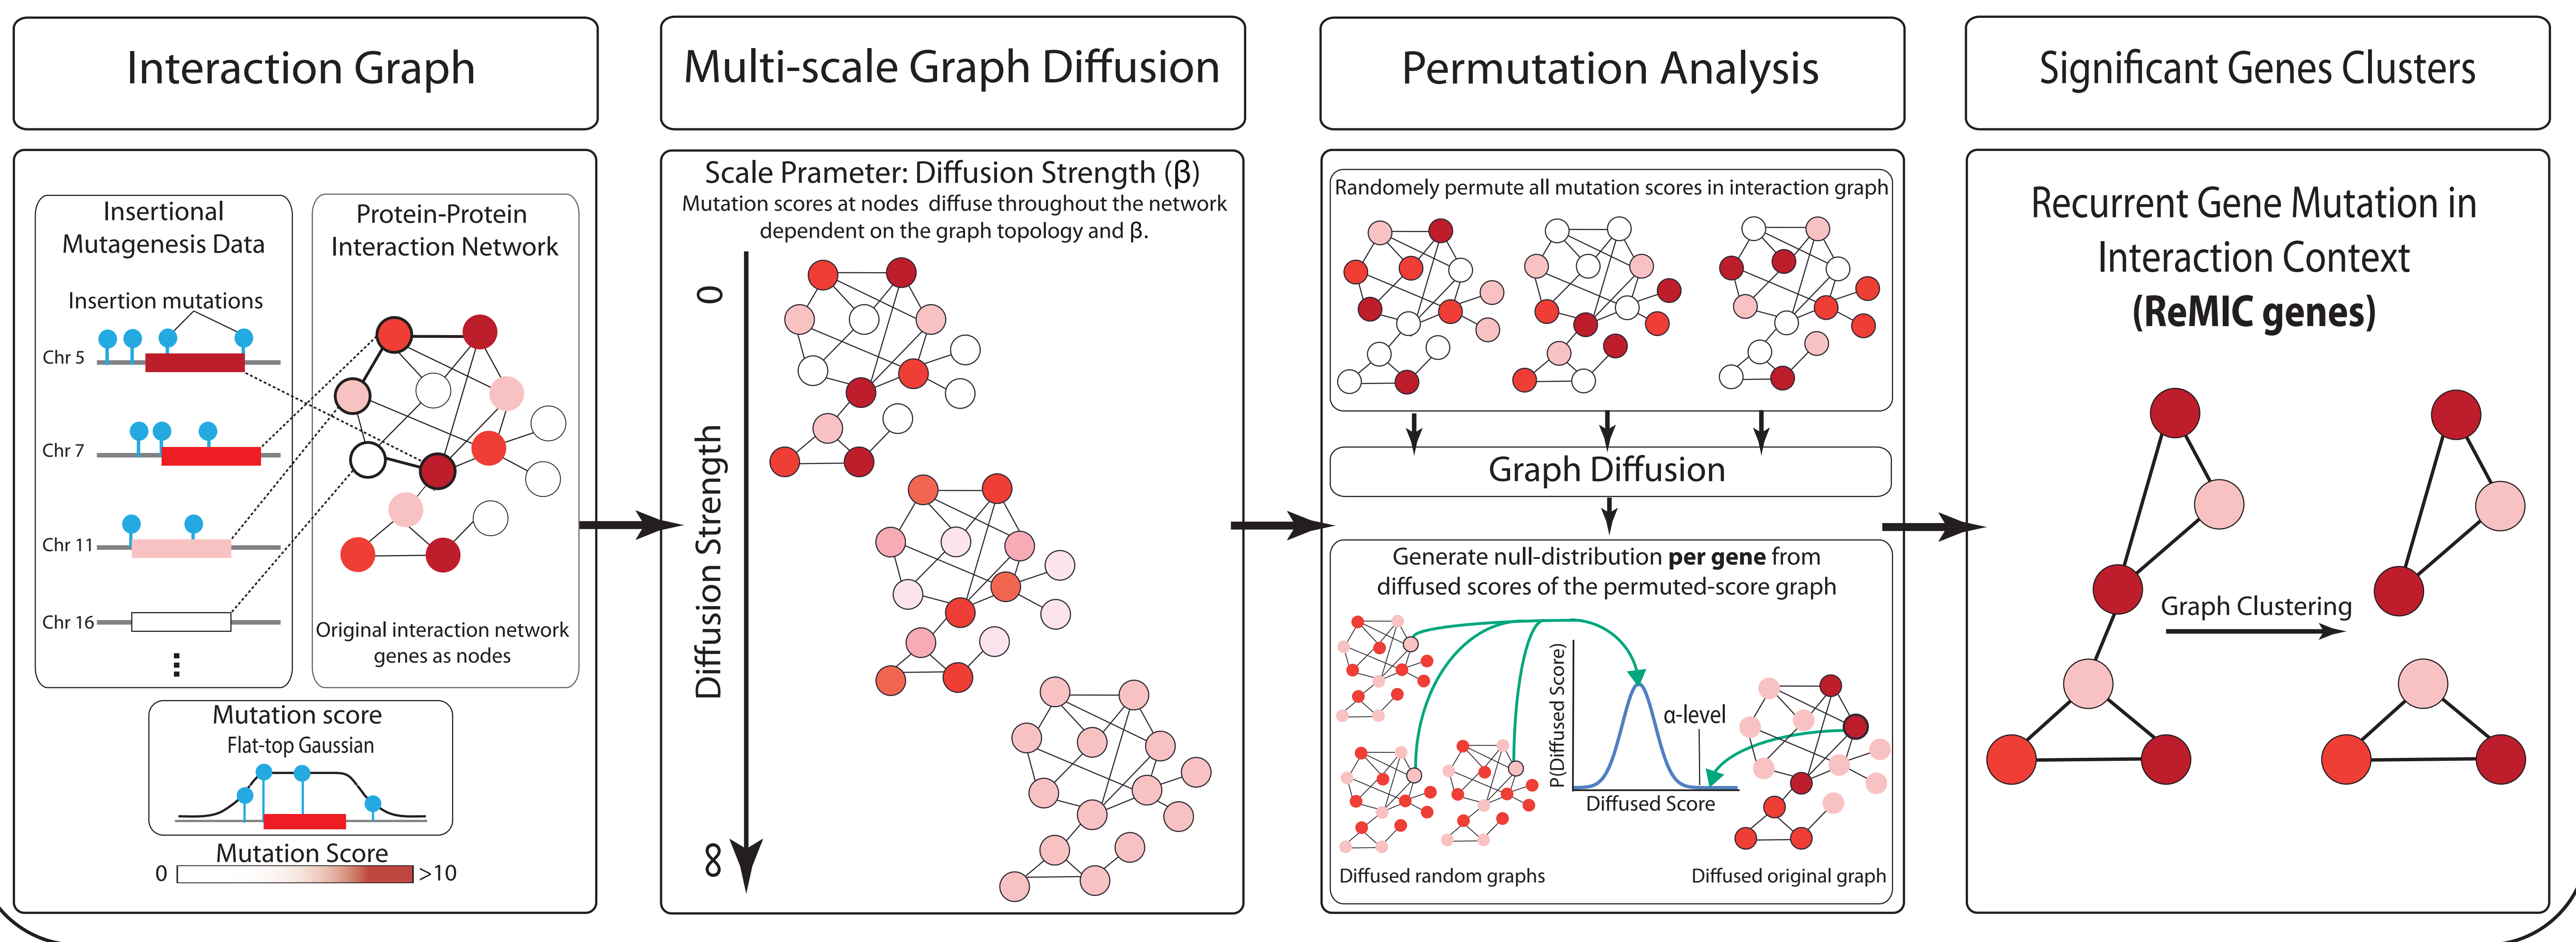 Interaction Graph
Multi-scale Graph Diffusion
Permutation Analysis
Significant Genes Clusters
Insertional
Mutagenesis Data
Insertion mutations
Chr 5
Chr 7
Chr 11
Chr 16
⋮
Protein-Protein
Interaction Network
Original interaction network
genes as nodes
Mutation score
Flat-top Gaussian
Mutation Score
0
>10
Scale Prameter: Diffusion Strength (β)
Mutation scores at nodes diffuse throughout the network
dependent on the graph topology and β.
0
Diffusion Strength
∞
Randomely permute all mutation scores in interaction graph
Graph Diffusion
Generate null-distribution per gene from
diffused scores of the permuted-score graph
P(Diffused Score)
α-level
Diffused Score
Diffused random graphs
Diffused original graph
Recurrent Gene Mutation in
Interaction Context
(ReMIC genes)
Graph Clustering